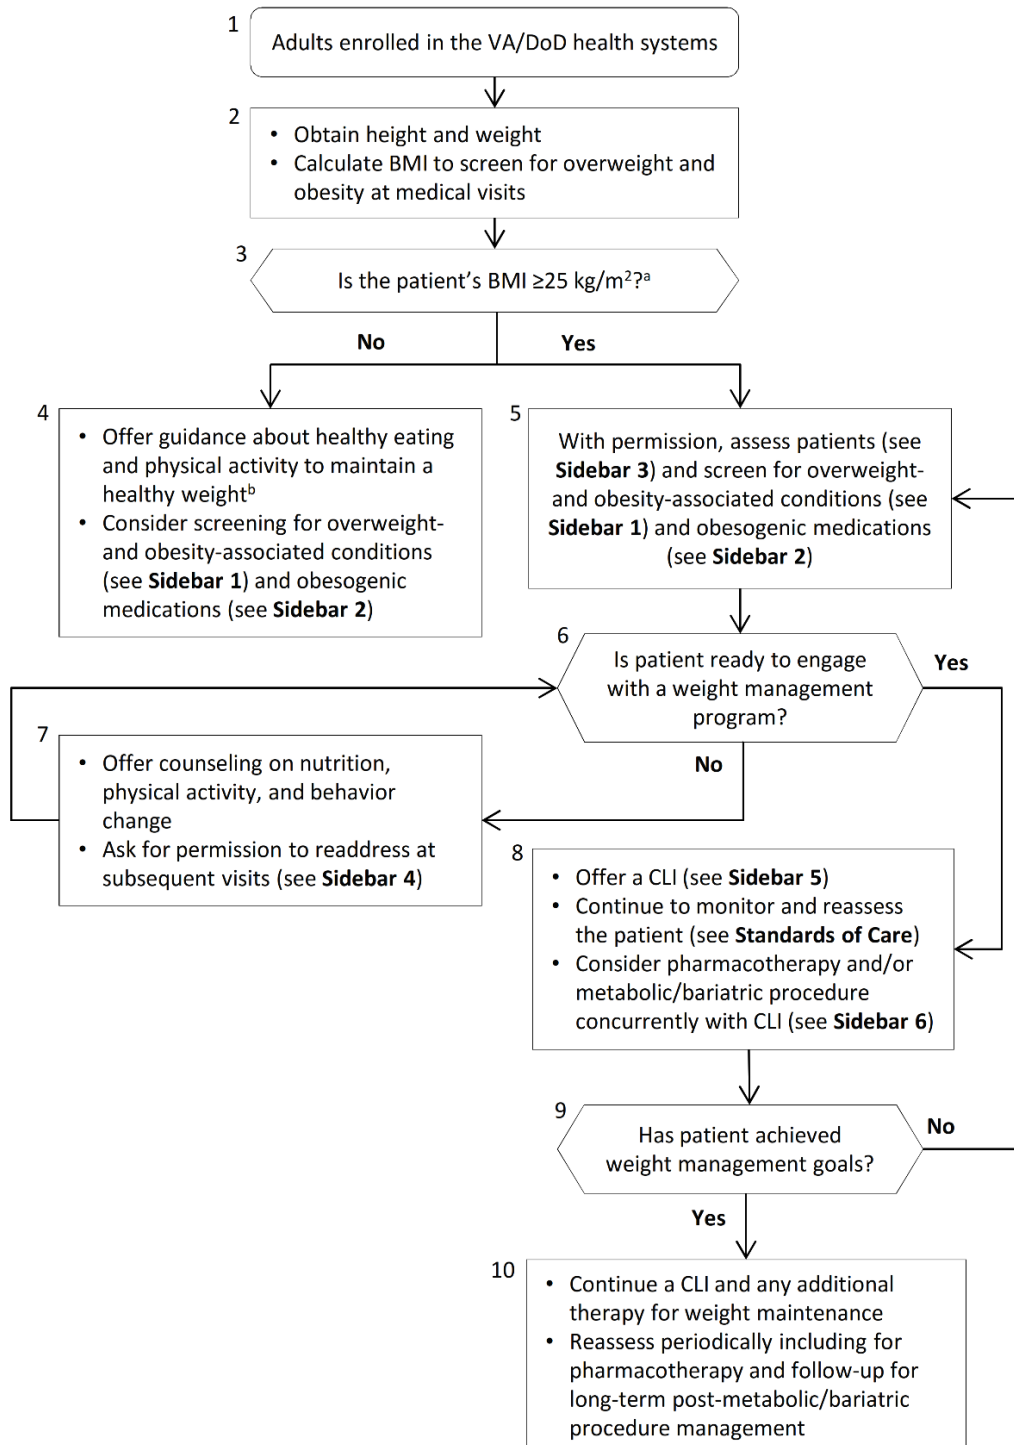 1
Adults enrolled in the VA/DoD health systems
2
• Obtain height and weight
• Calculate BMI to screen for overweight and
obesity at medical visits
3
Is the patient's BMI ≥25 kg/m²?ᵃ
No
Yes
4
• Offer guidance about healthy eating
and physical activity to maintain a
healthy weightᵇ
• Consider screening for overweight-
and obesity-associated conditions
(see Sidebar 1) and obesogenic
medications (see Sidebar 2)
5
With permission, assess patients (see
Sidebar 3) and screen for overweight-
and obesity-associated conditions (see
Sidebar 1) and obesogenic medications
(see Sidebar 2)
6
Is patient ready to engage
with a weight management
program?
Yes
No
7
• Offer counseling on nutrition,
physical activity, and behavior
change
• Ask for permission to readdress at
subsequent visits (see Sidebar 4)
8
• Offer a CLI (see Sidebar 5)
• Continue to monitor and reassess
the patient (see Standards of Care)
• Consider pharmacotherapy and/or
metabolic/bariatric procedure
concurrently with CLI (see Sidebar 6)
9
Has patient achieved
weight management goals?
No
Yes
10
• Continue a CLI and any additional
therapy for weight maintenance
• Reassess periodically including for
pharmacotherapy and follow-up for
long-term post-metabolic/bariatric
procedure management